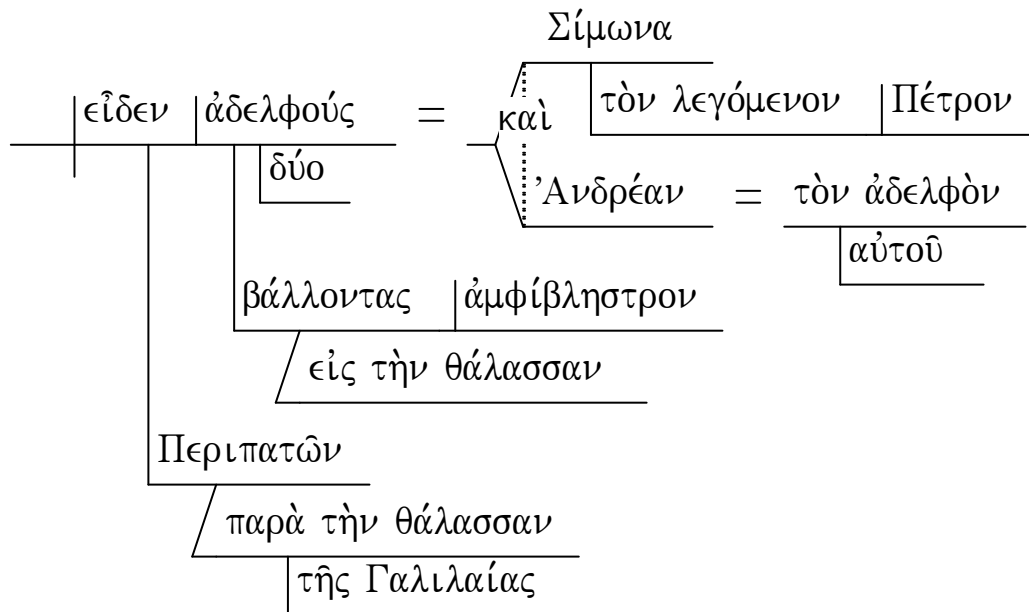 Σίμωνα
εἶδεν ἀδελφούς = καὶ τὸν λεγόμενον Πέτρον
δύο Ἀνδρέαν = τὸν ἀδελφὸν
αὐτοῦ
βάλλοντας ἀμφίβληστρον
εἰς τὴν θάλασσαν
Περιπατῶν
παρὰ τὴν θάλασσαν
τῆς Γαλιλαίας